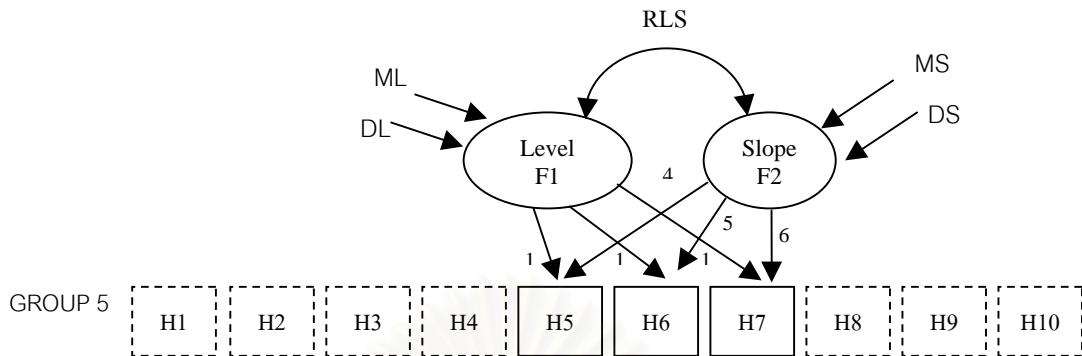 RLS
ML
MS
DL
DS
Level
F1
Slope
F2
4
5
6
1
1
1
GROUP 5
H1 H2 H3 H4 H5 H6 H7 H8 H9 H10